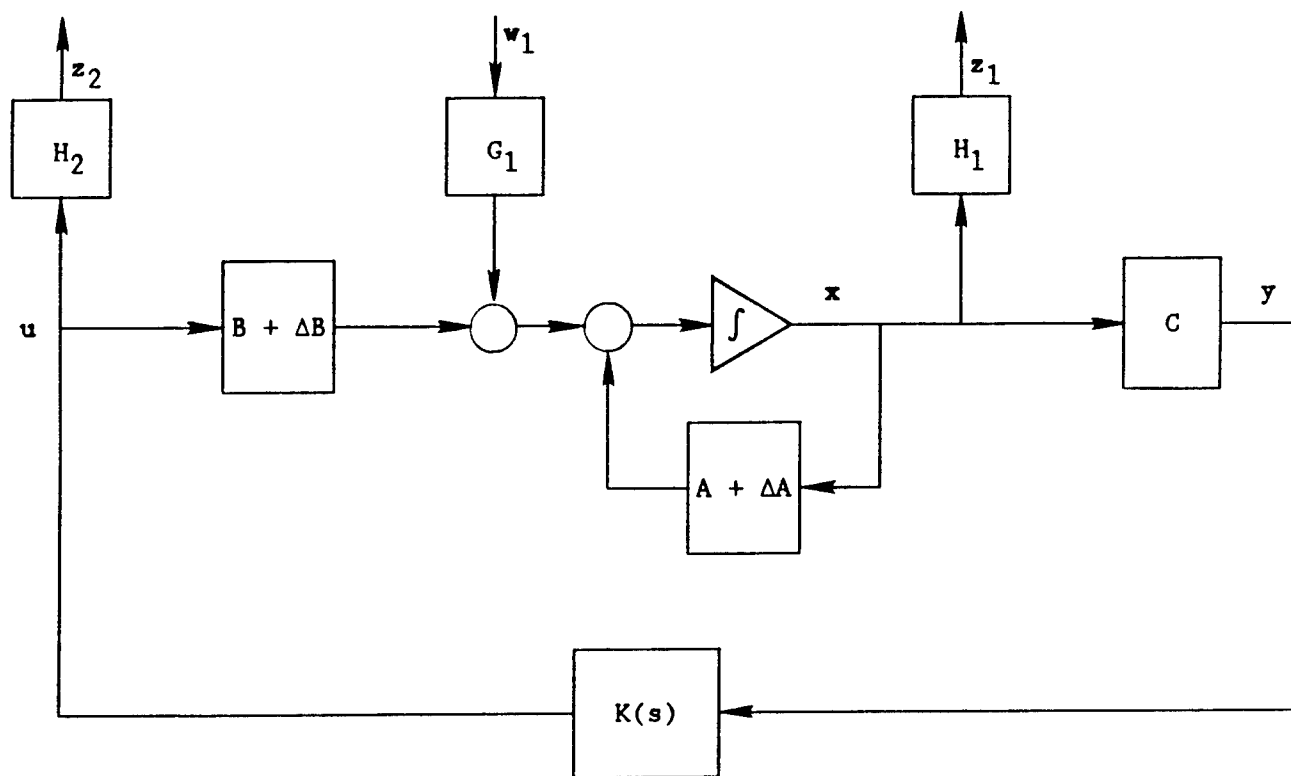 w₁
z₂
z₁
H₂
G₁
H₁
x
y
u
B + ΔB
∫
C
A + ΔA
K(s)